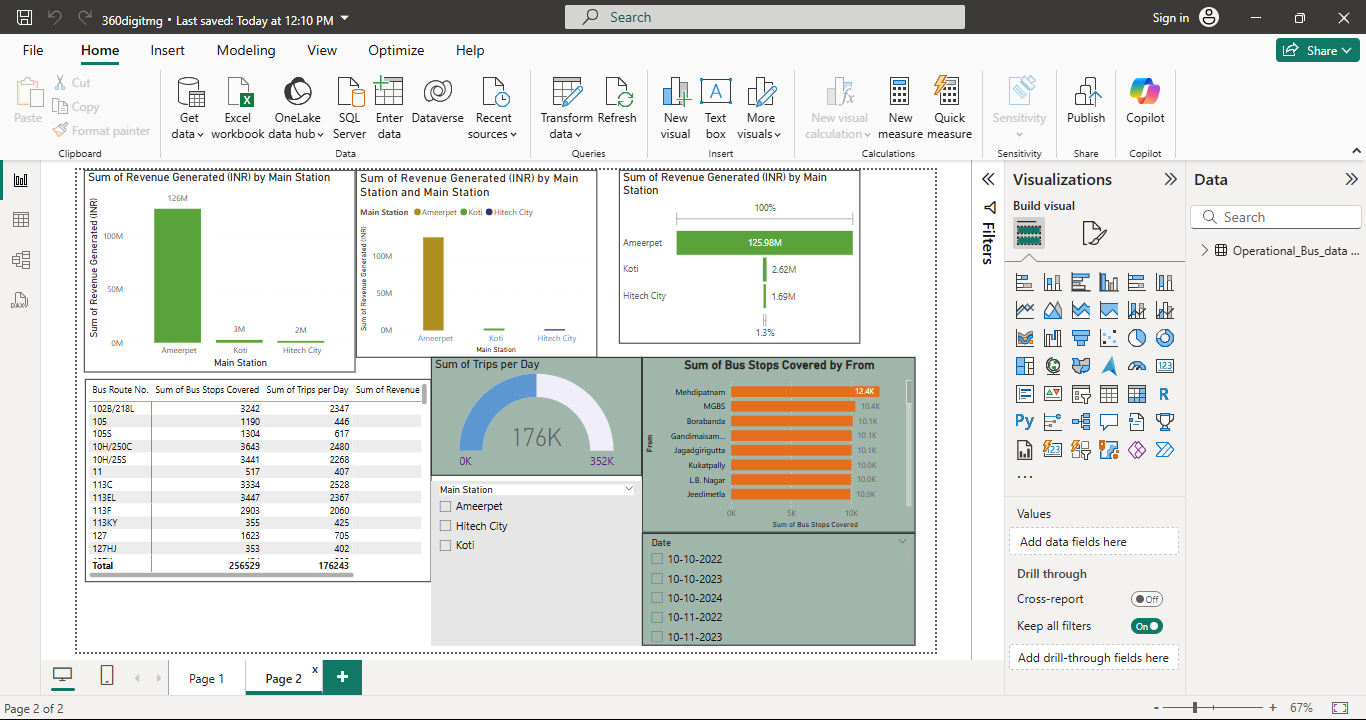 360digitmg • Last saved: Today at 12:10 PM
Search
Sign in
File Home Insert Modeling View Optimize Help
Share
Paste
Cut
Copy
Format painter
Clipboard
Get data
Excel workbook
OneLake data hub
SQL Server
Enter data
Dataverse
Recent sources
Data
Transform data
Refresh
Queries
New visual
Text box
More visuals
Insert
New visual calculation
New measure
Quick measure
Calculations
Sensitivity
Sensitivity
Publish
Share
Copilot
Copilot
DAX
Sum of Revenue Generated (INR) by Main Station
Sum of Revenue Generated (INR)
126M
100M
50M
0M
3M
2M
Ameerpet Koti Hitech City
Main Station
Sum of Revenue Generated (INR) by Main
Station and Main Station
Main Station Ameerpet Koti Hitech City
Sum of Revenue Generated (INR)
100M
50M
0M
Ameerpet Koti Hitech City
Main Station
Sum of Revenue Generated (INR) by Main
Station
100%
Ameerpet 125.98M
Koti 2.62M
Hitech City 1.69M
1.3%
Bus Route No. Sum of Bus Stops Covered Sum of Trips per Day Sum of Revenue
102B/218L 3242 2347
105 1190 446
105S 1304 617
10H/250C 3643 2480
10H/25S 3441 2268
11 517 407
113C 3334 2528
113EL 3447 2367
113F 2903 2060
113KY 355 425
127 1623 705
127HJ 353 402
Total 256529 176243
Sum of Trips per Day
176K
0K 352K
Main Station
Ameerpet
Hitech City
Koti
Sum of Bus Stops Covered by From
From
Mehdipatnam 12.4K
MGBS 10.4K
Borabanda 10.1K
Gandimaisam... 10.1K
Jagadgirigutta 10.1K
Kukatpally 10.0K
L.B. Nagar 10.0K
Jeedimetla 10.0K
0K 5K 10K
Sum of Bus Stops Covered
Date
10-10-2022
10-10-2023
10-10-2024
10-11-2022
10-11-2023
Filters
Visualizations
Build visual
123
R
Py
123
...
Values
Add data fields here
Drill through
Cross-report Off
Keep all filters On
Add drill-through fields here
Data
Search
Operational_Bus_data ...
Page 1
Page 2 x
+
Page 2 of 2
- + 67%